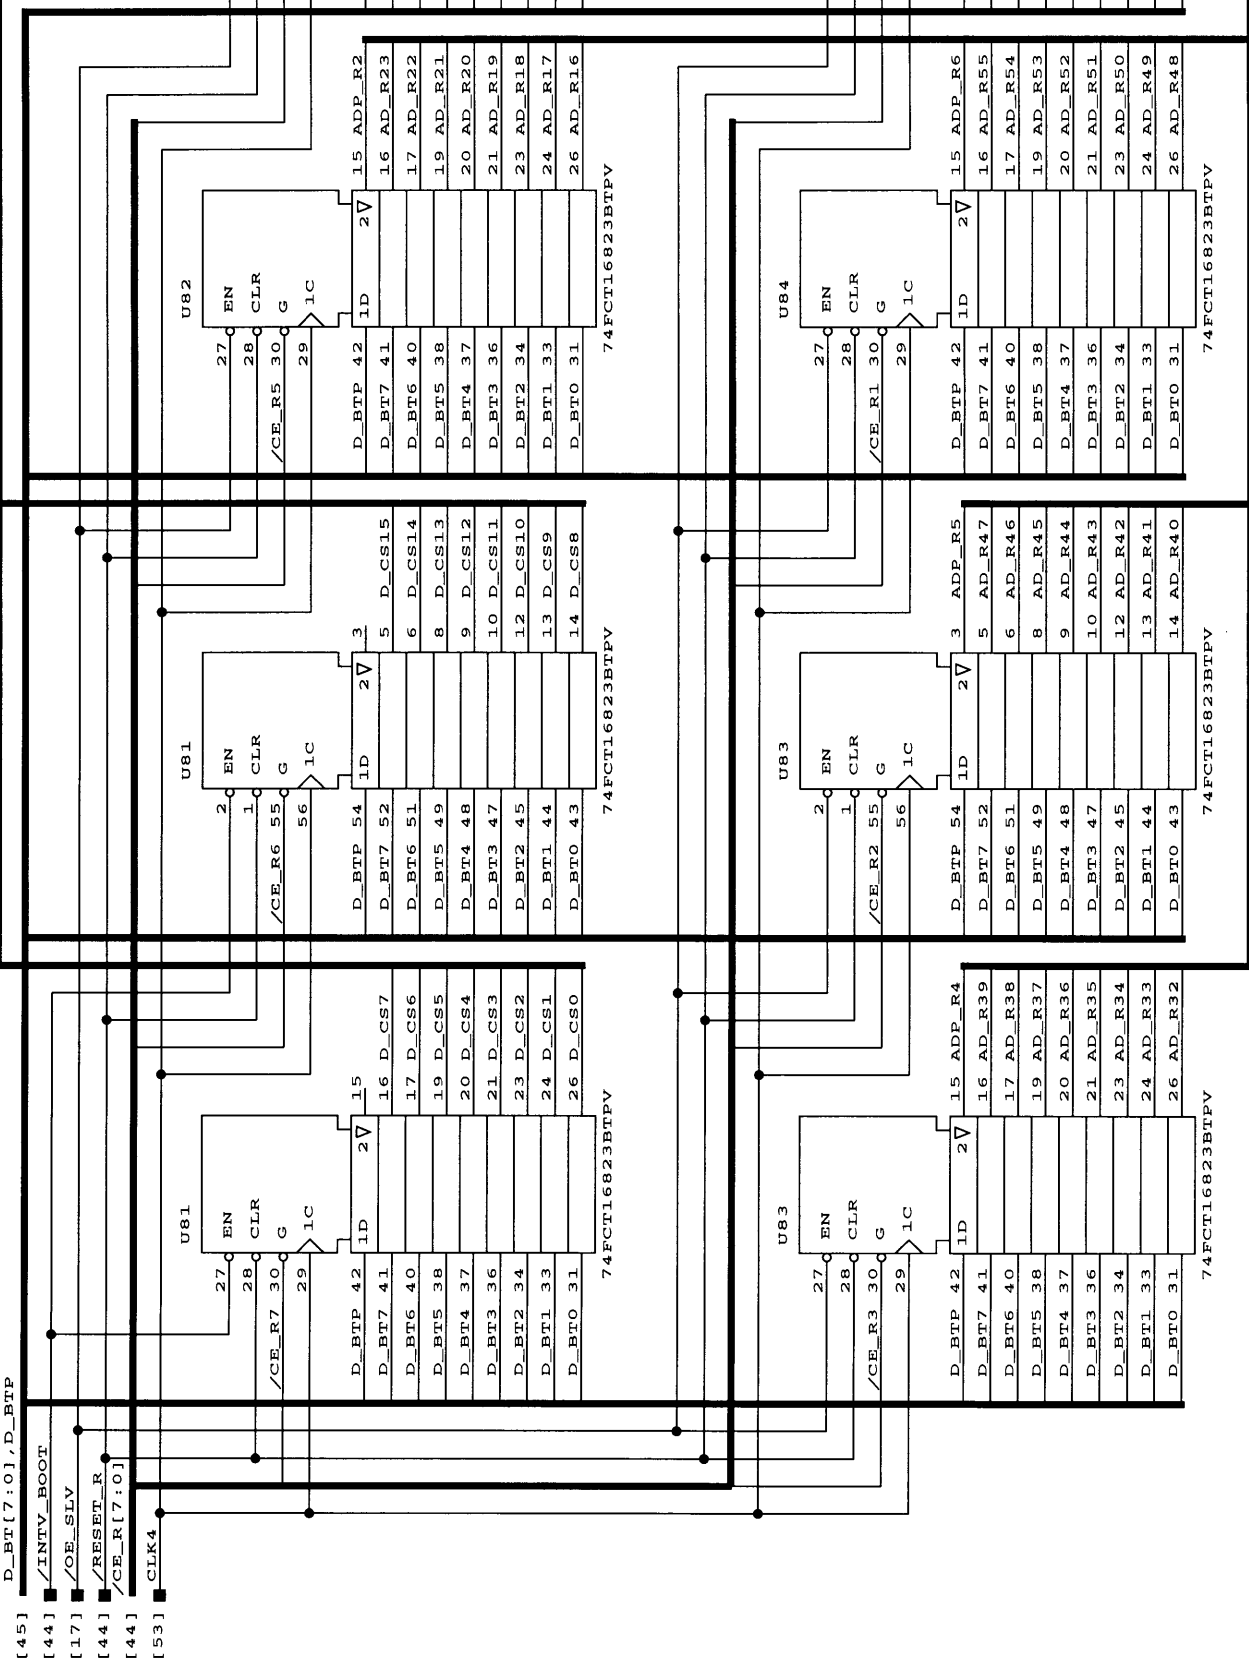 [45] D_BT[7:0],D_BTP
[44] /INTV_BOOT
[17] /OE_SLV
[44] /RESET_R
[44] /CE_R[7:0]
[53] CLK4
U81
27 EN
28 CLR
/CE_R7 30 G
29 1C
1D 2▽
D_BTP 42 15
D_BT7 41 16 D_CS7
D_BT6 40 17 D_CS6
D_BT5 38 19 D_CS5
D_BT4 37 20 D_CS4
D_BT3 36 21 D_CS3
D_BT2 34 23 D_CS2
D_BT1 33 24 D_CS1
D_BT0 31 26 D_CS0
74FCT16823BTPV
U81
2 EN
1 CLR
/CE_R6 55 G
56 1C
1D 2▽
D_BTP 54 3
D_BT7 52 5 D_CS15
D_BT6 51 6 D_CS14
D_BT5 49 8 D_CS13
D_BT4 48 9 D_CS12
D_BT3 47 10 D_CS11
D_BT2 45 12 D_CS10
D_BT1 44 13 D_CS9
D_BT0 43 14 D_CS8
74FCT16823BTPV
U82
27 EN
28 CLR
/CE_R5 30 G
29 1C
1D 2▽
D_BTP 42 15 ADP_R2
D_BT7 41 16 AD_R23
D_BT6 40 17 AD_R22
D_BT5 38 19 AD_R21
D_BT4 37 20 AD_R20
D_BT3 36 21 AD_R19
D_BT2 34 23 AD_R18
D_BT1 33 24 AD_R17
D_BT0 31 26 AD_R16
74FCT16823BTPV
U83
27 EN
28 CLR
/CE_R3 30 G
29 1C
1D 2▽
D_BTP 42 15 ADP_R4
D_BT7 41 16 AD_R39
D_BT6 40 17 AD_R38
D_BT5 38 19 AD_R37
D_BT4 37 20 AD_R36
D_BT3 36 21 AD_R35
D_BT2 34 23 AD_R34
D_BT1 33 24 AD_R33
D_BT0 31 26 AD_R32
74FCT16823BTPV
U83
2 EN
1 CLR
/CE_R2 55 G
56 1C
1D 2▽
D_BTP 54 3 ADP_R5
D_BT7 52 5 AD_R47
D_BT6 51 6 AD_R46
D_BT5 49 8 AD_R45
D_BT4 48 9 AD_R44
D_BT3 47 10 AD_R43
D_BT2 45 12 AD_R42
D_BT1 44 13 AD_R41
D_BT0 43 14 AD_R40
74FCT16823BTPV
U84
27 EN
28 CLR
/CE_R1 30 G
29 1C
1D 2▽
D_BTP 42 15 ADP_R6
D_BT7 41 16 AD_R55
D_BT6 40 17 AD_R54
D_BT5 38 19 AD_R53
D_BT4 37 20 AD_R52
D_BT3 36 21 AD_R51
D_BT2 34 23 AD_R50
D_BT1 33 24 AD_R49
D_BT0 31 26 AD_R48
74FCT16823BTPV